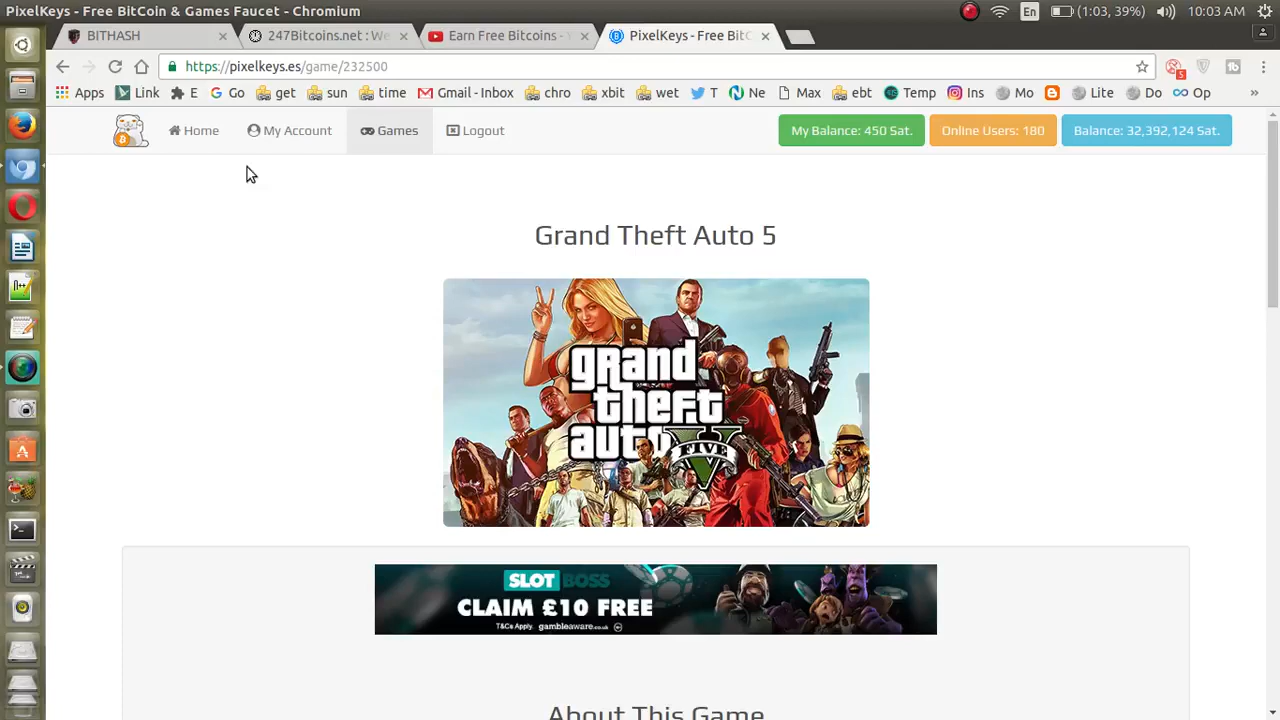 PixelKeys - Free BitCoin & Games Faucet - Chromium
En
(1:03, 39%)
10:03 AM
BITHASH
247Bitcoins.net : We
Earn Free Bitcoins - Y
PixelKeys - Free BitC
https://pixelkeys.es/game/232500
5
Apps
Link
E
Go
get
sun
time
Gmail - Inbox
chro
xbit
wet
T
Ne
Max
ebt
Temp
Ins
Mo
Lite
Do
Op
»
Home
My Account
Games
Logout
My Balance: 450 Sat.
Online Users: 180
Balance: 32,392,124 Sat.
Grand Theft Auto 5
grand
theft
auto V
FIVE
SLOT BOSS
CLAIM £10 FREE
T&Cs Apply. gambleaware.co.uk
About This Game